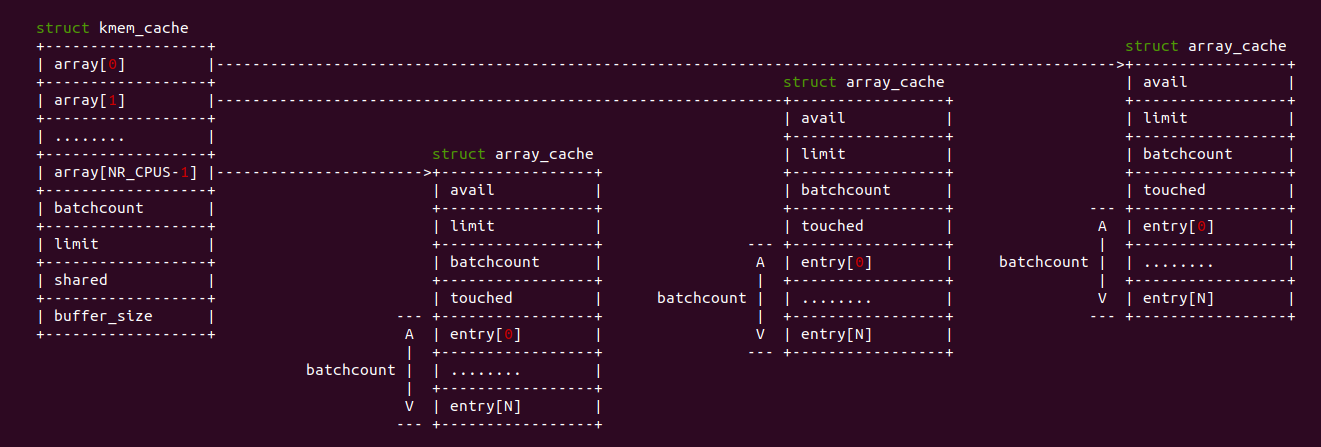 struct kmem_cache
+------------------+                                                                                                     struct array_cache
| array[0]         |---------------------------------------------------------------------------------------------------->+-----------------+
+------------------+                                                               struct array_cache                    | avail           |
| array[1]         |---------------------------------------------------------------+-----------------+                   +-----------------+
+------------------+                                                               | avail           |                   | limit           |
| ........         |                                                               +-----------------+                   +-----------------+
+------------------+                        struct array_cache                     | limit           |                   | batchcount      |
| array[NR_CPUS-1] |----------------------->+-----------------+                    +-----------------+                   +-----------------+
+------------------+                        | avail           |                    | batchcount      |                   | touched         |
| batchcount       |                        +-----------------+                    +-----------------+               --- +-----------------+
+------------------+                        | limit           |                    | touched         |                A  | entry[0]        |
| limit            |                        +-----------------+                --- +-----------------+                |  +-----------------+
+------------------+                        | batchcount      |                 A  | entry[0]        |     batchcount |  | ........        |
| shared           |                        +-----------------+                 |  +-----------------+                |  +-----------------+
+------------------+                        | touched         |      batchcount |  | ........        |                V  | entry[N]        |
| buffer_size      |                    --- +-----------------+                 |  +-----------------+               --- +-----------------+
+------------------+                     A  | entry[0]        |                 V  | entry[N]        |
                                         |  +-----------------+                --- +-----------------+
                              batchcount |  | ........        |
                                         |  +-----------------+
                                         V  | entry[N]        |
                                        --- +-----------------+